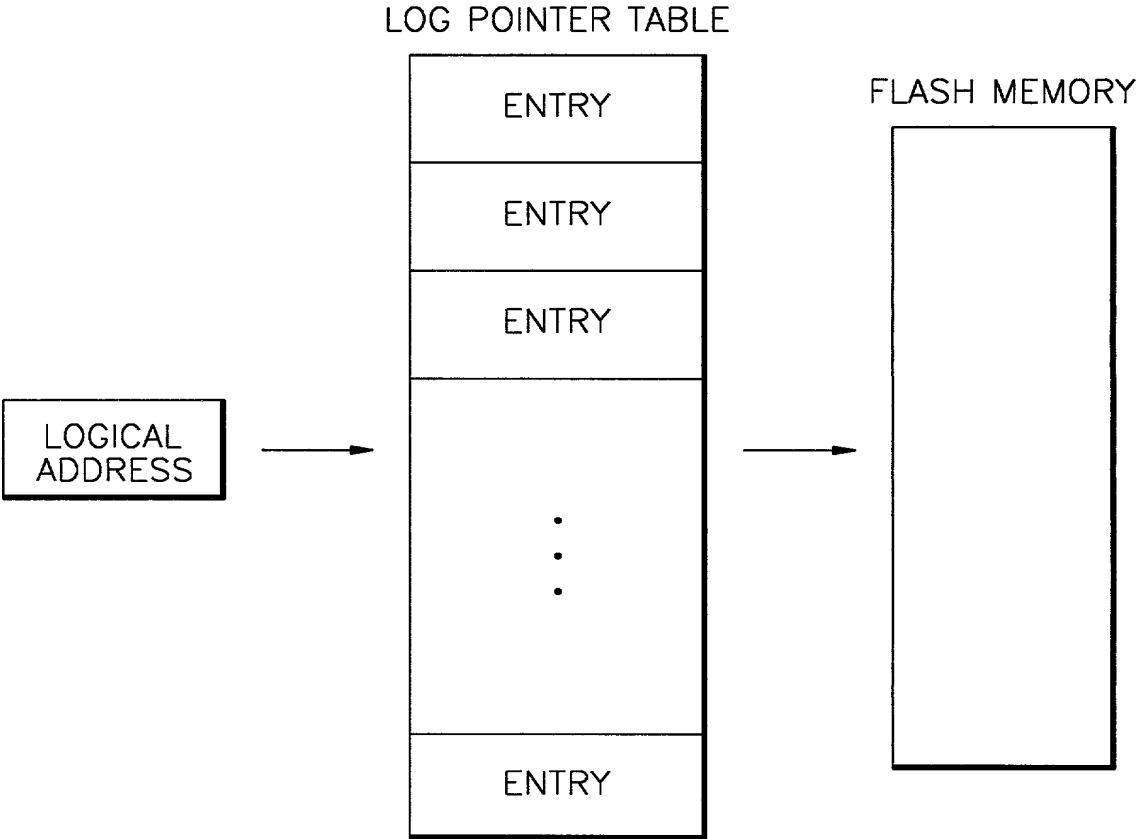 LOG POINTER TABLE
FLASH MEMORY
ENTRY
ENTRY
ENTRY
LOGICAL
ADDRESS
ENTRY